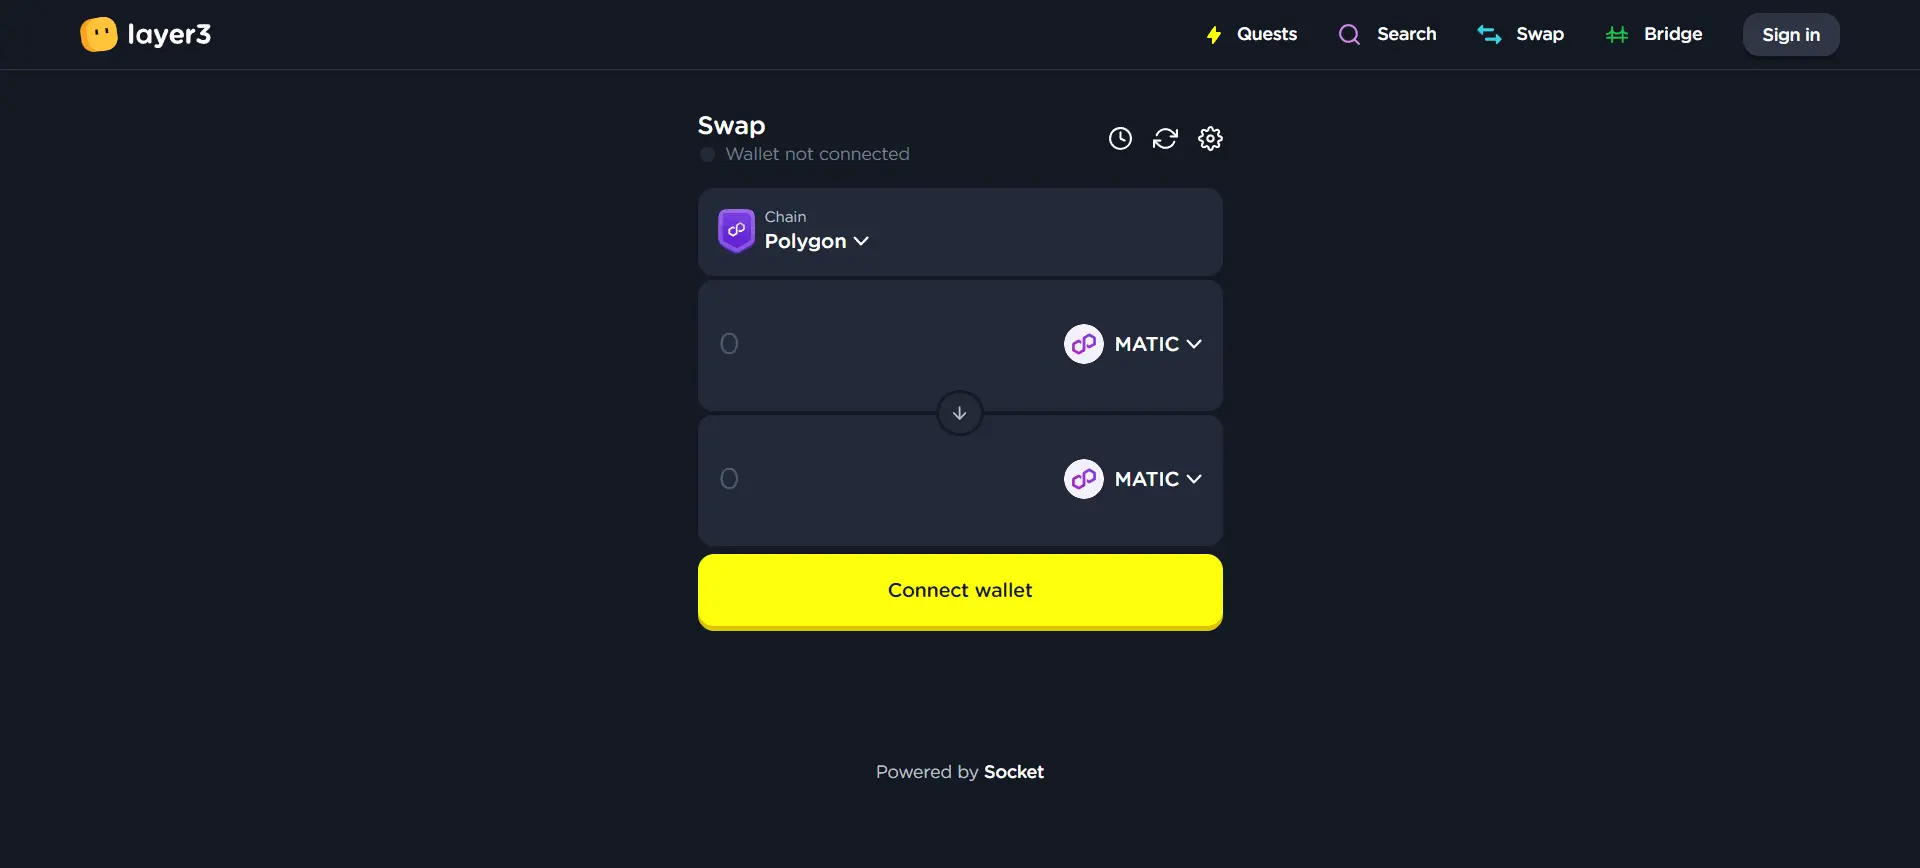 layer3
Quests
Search
Swap
Bridge
Sign in
Swap
Wallet not connected
Chain
Polygon
0
MATIC
0
MATIC
Connect wallet
Powered by Socket